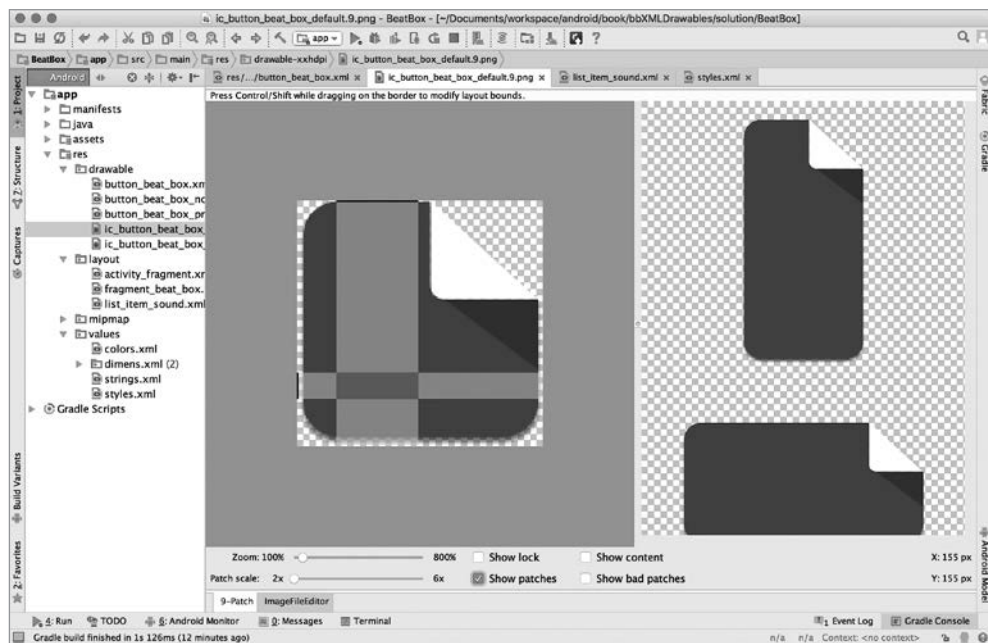 ic_button_beat_box_default.9.png - BeatBox - [~/Documents/workspace/android/book/bbXMLDrawables/solution/BeatBox]
app
BeatBox app src main res drawable-xxhdpi ic_button_beat_box_default.9.png
Android
res/.../button_beat_box.xml ic_button_beat_box_default.9.png list_item_sound.xml styles.xml
Press Control/Shift while dragging on the border to modify layout bounds.
1: Project
Z: Structure
Captures
Build Variants
2: Favorites
app
manifests
java
assets
res
drawable
button_beat_box.xm
button_beat_box_no
button_beat_box_pr
ic_button_beat_box_
ic_button_beat_box_
layout
activity_fragment.xr
fragment_beat_box.
list_item_sound.xml
mipmap
values
colors.xml
dimens.xml (2)
strings.xml
styles.xml
Gradle Scripts
Fabric
Gradle
Android Model
Zoom: 100% 800% Show lock Show content X: 155 px
Patch scale: 2x 6x Show patches Show bad patches Y: 155 px
9-Patch ImageFileEditor
4: Run TODO 6: Android Monitor 0: Messages Terminal 1 Event Log Gradle Console
Gradle build finished in 1s 126ms (12 minutes ago) n/a n/a Context: <no context>